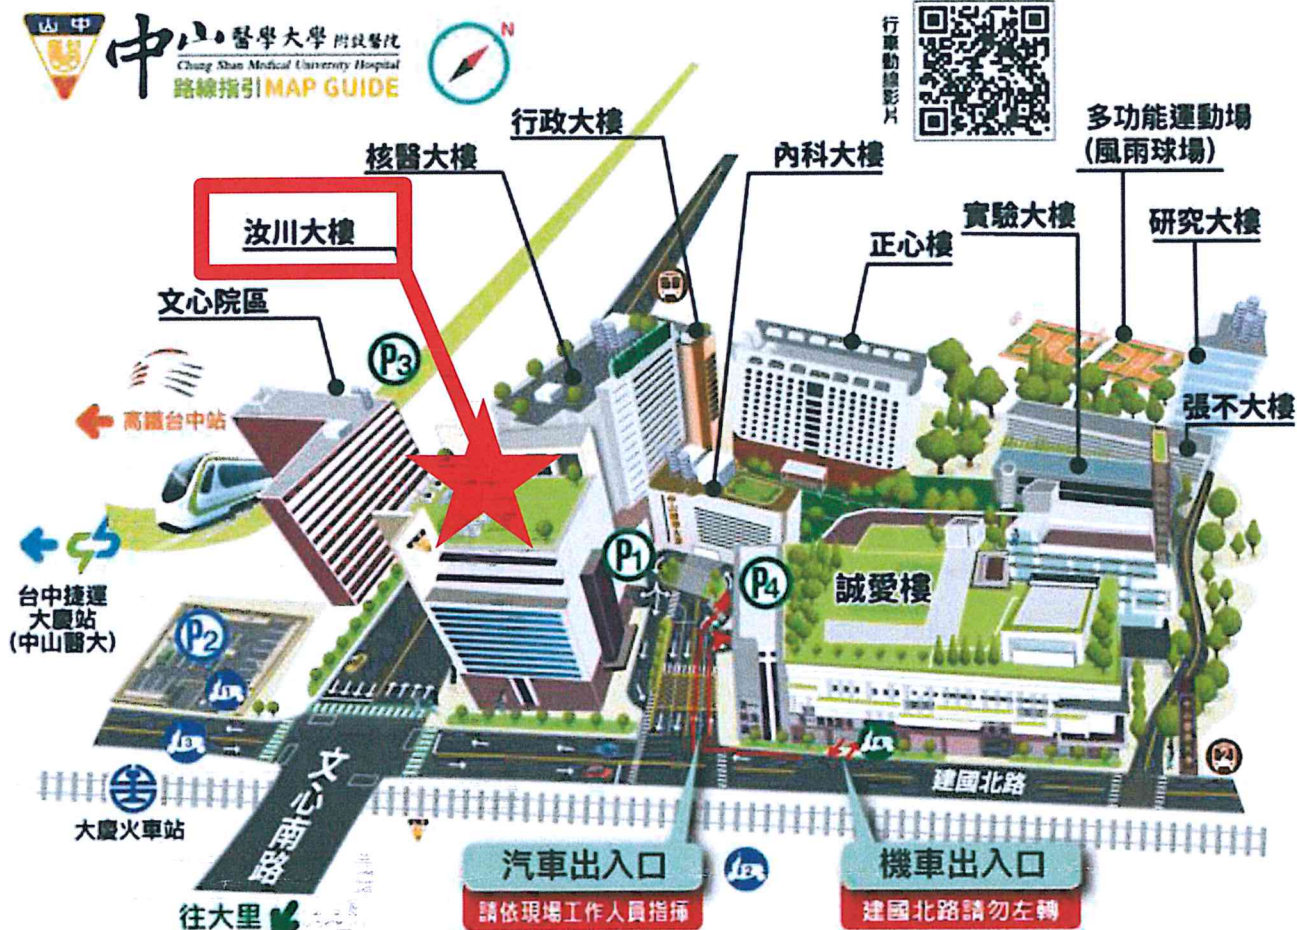 山中
中山醫學大學 附設醫院
Chung Shan Medical University Hospital
路線指引 MAP GUIDE
N
行車動線影片
行政大樓
核醫大樓
內科大樓
多功能運動場
(風雨球場)
汝川大樓
實驗大樓
研究大樓
正心樓
文心院區
P3
高鐵台中站
張不大樓
P1
P4
誠愛樓
台中捷運
大慶站
(中山醫大)
P2
文心南路
建國北路
大慶火車站
汽車出入口
請依現場工作人員指揮
機車出入口
建國北路請勿左轉
往大里